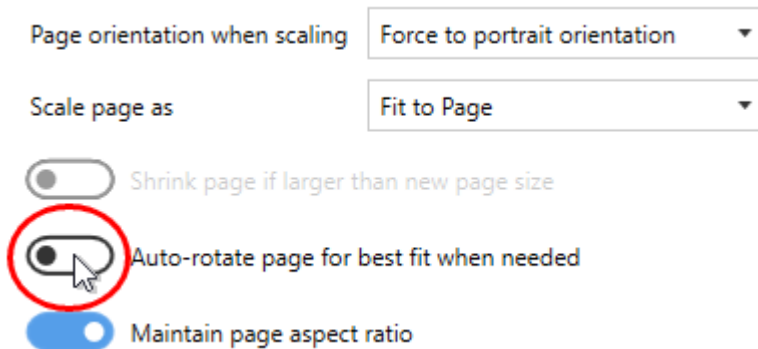 Page orientation when scaling Force to portrait orientation
Scale page as Fit to Page
Shrink page if larger than new page size
Auto-rotate page for best fit when needed
Maintain page aspect ratio